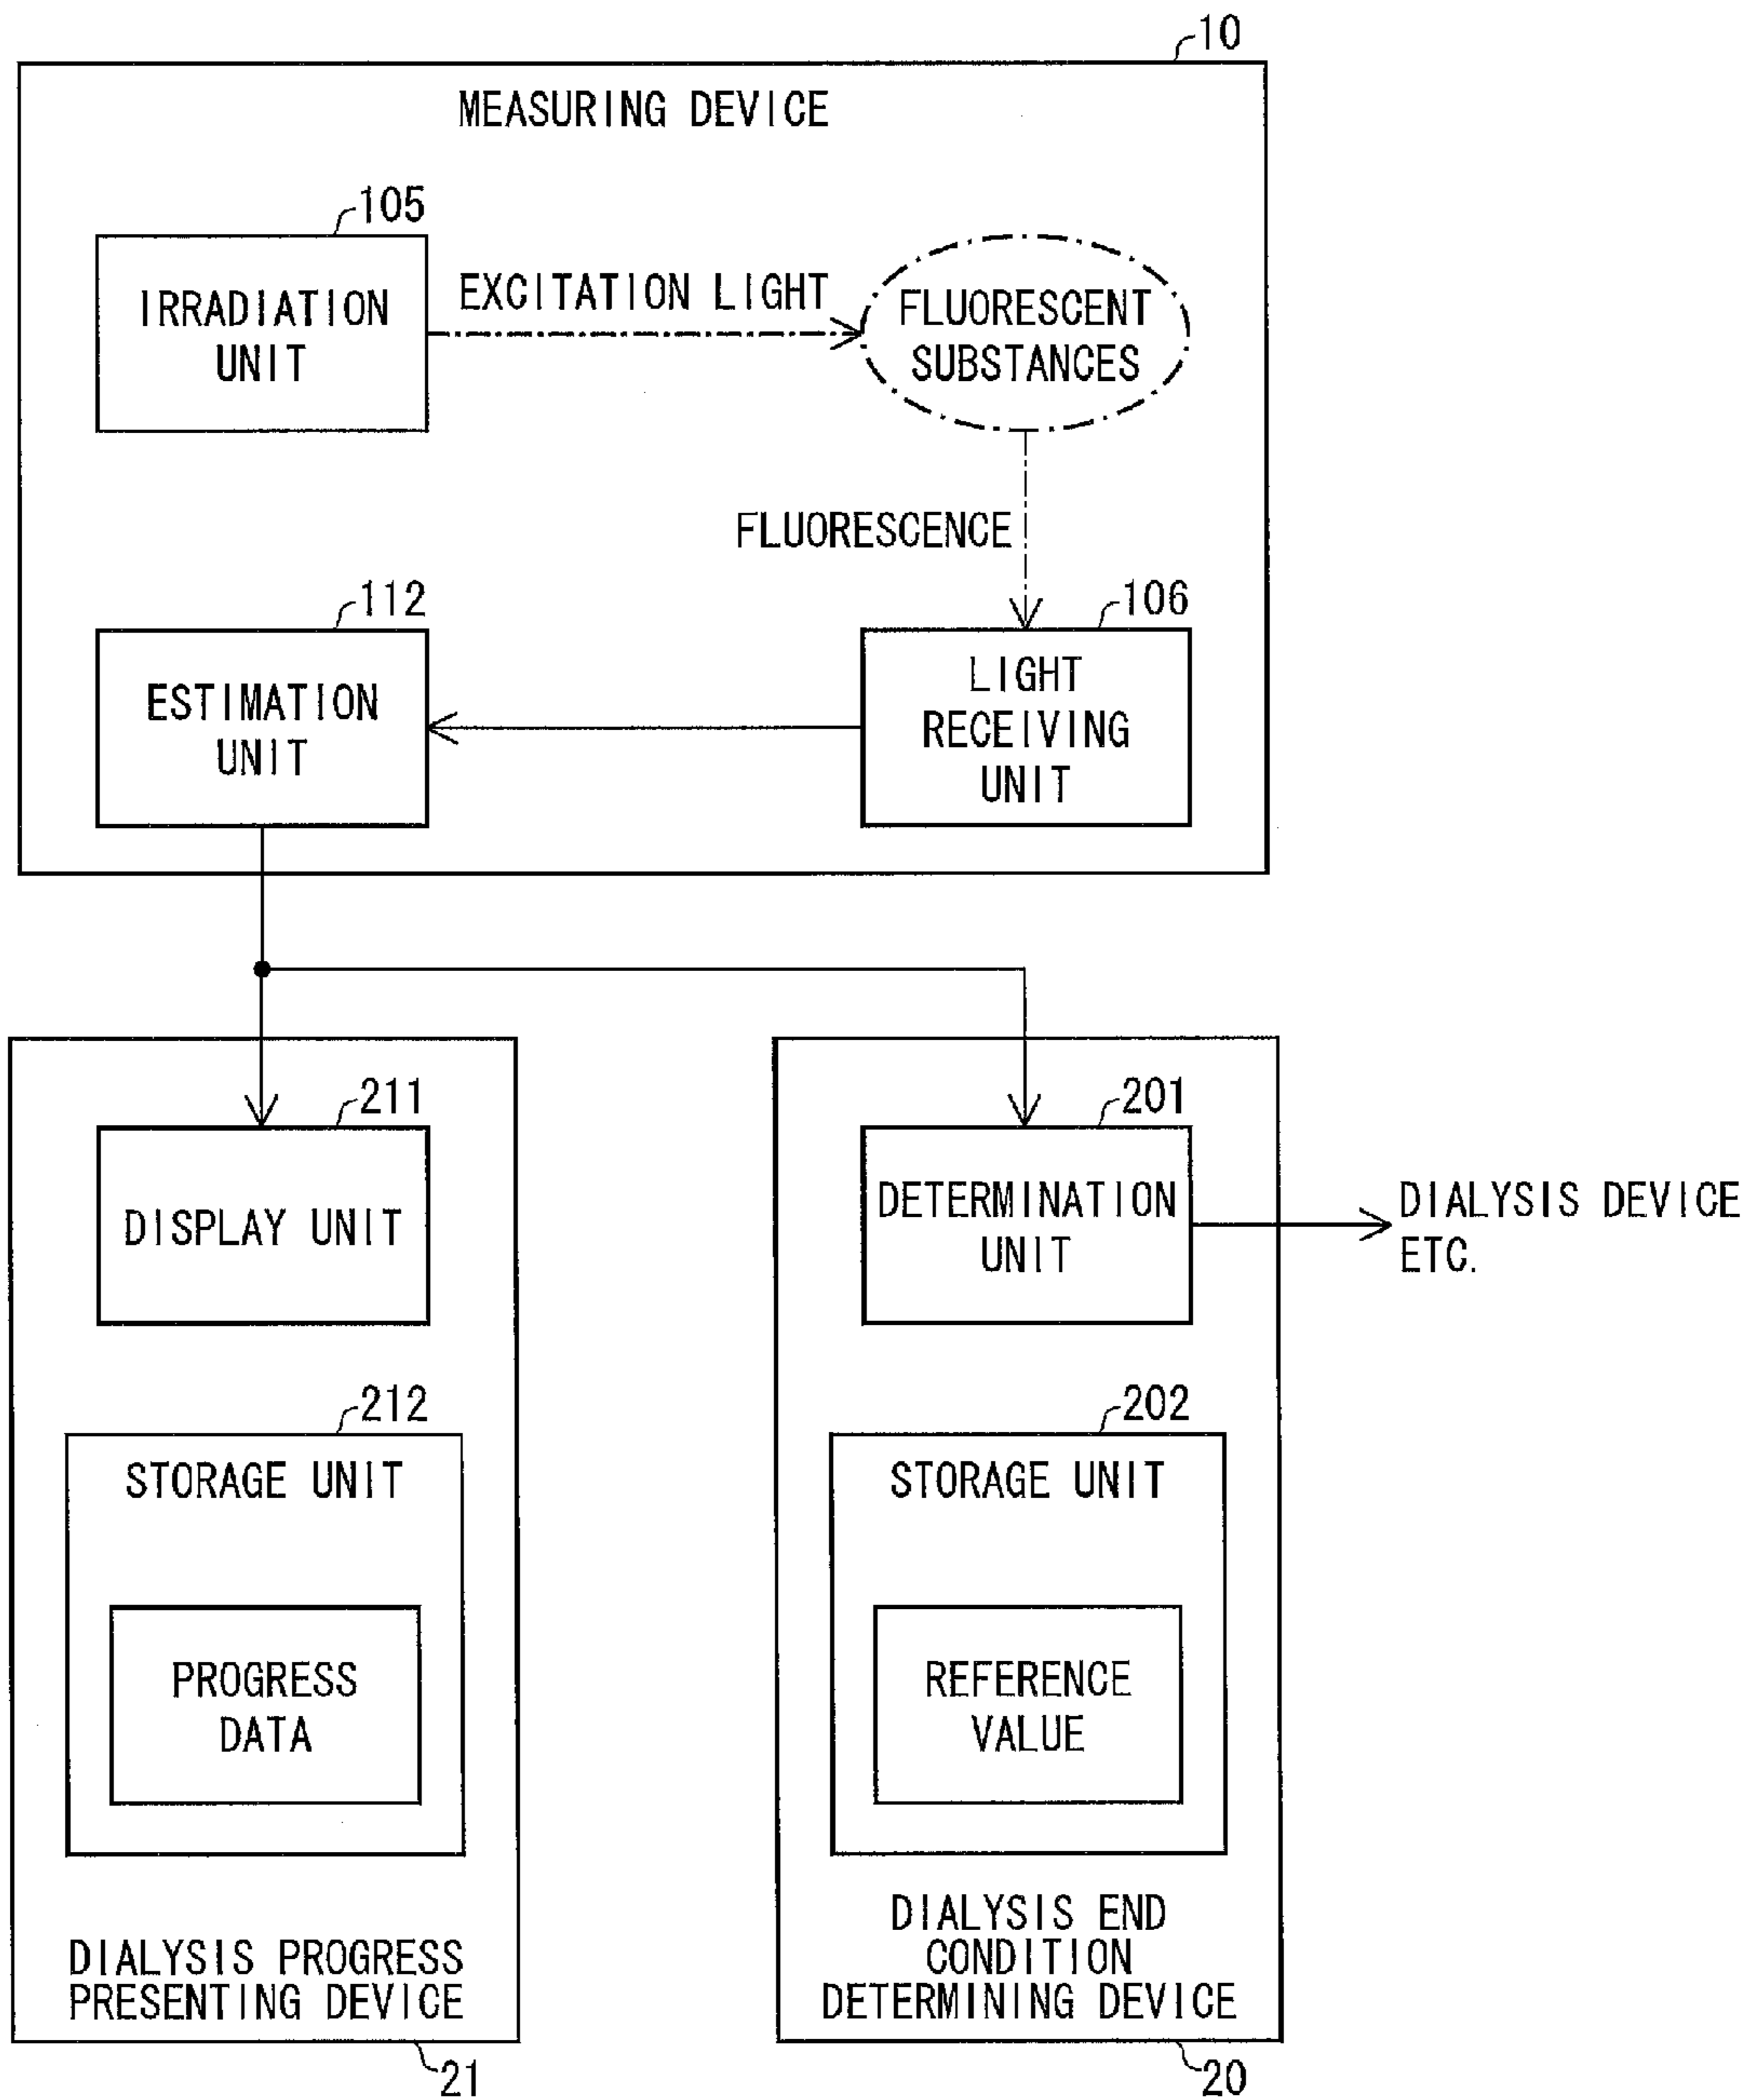 10
MEASURING DEVICE
105
IRRADIATION
UNIT
EXCITATION LIGHT
FLUORESCENT
SUBSTANCES
FLUORESCENCE
112
ESTIMATION
UNIT
106
LIGHT
RECEIVING
UNIT
211
DISPLAY UNIT
201
DETERMINATION
UNIT
DIALYSIS DEVICE
ETC.
212
STORAGE UNIT
PROGRESS
DATA
202
STORAGE UNIT
REFERENCE
VALUE
DIALYSIS PROGRESS
PRESENTING DEVICE
21
DIALYSIS END
CONDITION
DETERMINING DEVICE
20